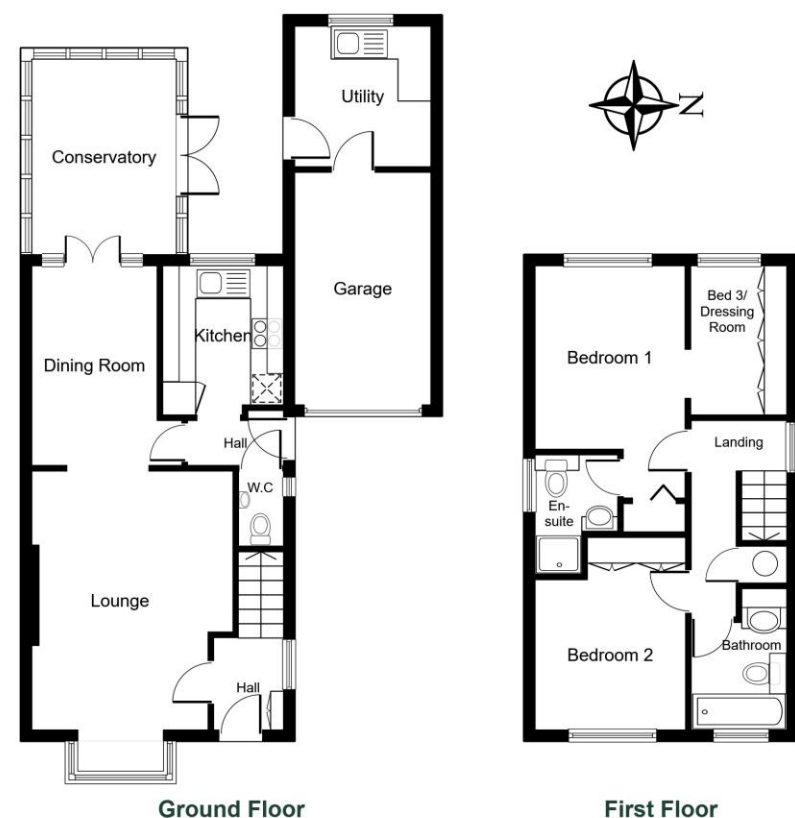 Utility
N
Conservatory
Garage
Kitchen
Dining Room
Hall
W.C
Lounge
Hall
Ground Floor
Bed 3/
Dressing
Room
Bedroom 1
Landing
En-
suite
Bathroom
Bedroom 2
First Floor